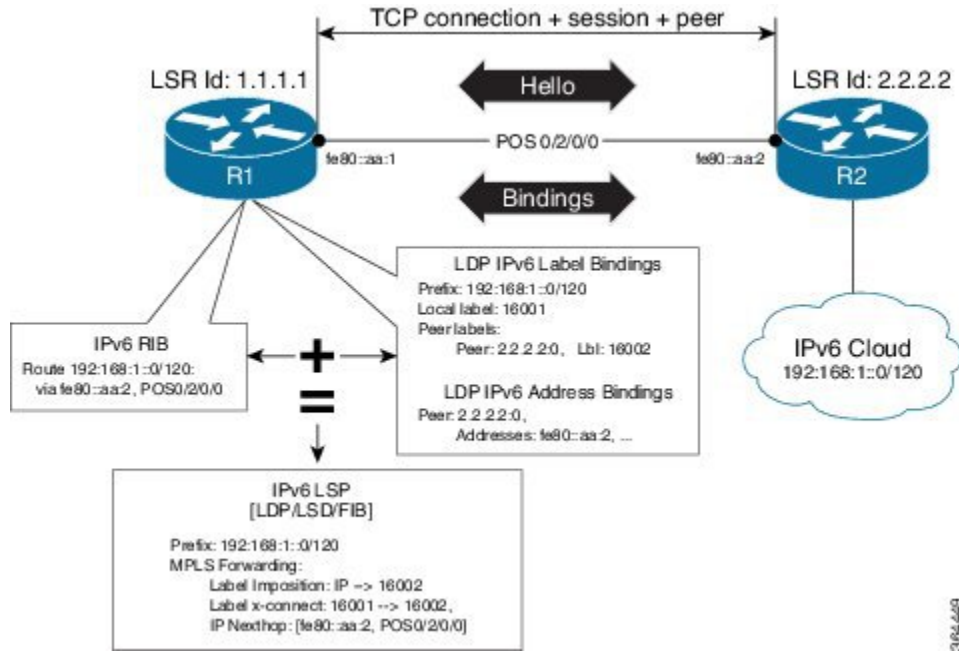 TCP connection + session + peer
LSR Id: 1.1.1.1
LSR Id: 2.2.2.2
Hello
POS 0/2/0/0
fe80::aa:1
fe80::aa:2
R1
R2
Bindings
LDP IPv6 Label Bindings
Prefix: 192:168:1::0/120
Local label: 16001
Peer labels:
Peer: 2.2.2.2:0, Lbl: 16002
LDP IPv6 Address Bindings
Peer: 2.2.2.2:0,
Addresses: fe80::aa:2, ...
IPv6 RIB
Route 192:168:1::0/120:
via fe80::aa:2, POS0/2/0/0
+
=
IPv6 Cloud
192:168:1::0/120
IPv6 LSP
[LDP/LSD/FIB]
Prefix: 192:168:1::0/120
MPLS Forwarding:
Label Imposition: IP --> 16002
Label x-connect: 16001 --> 16002,
IP Nexthop: [fe80::aa:2, POS0/2/0/0]
364449